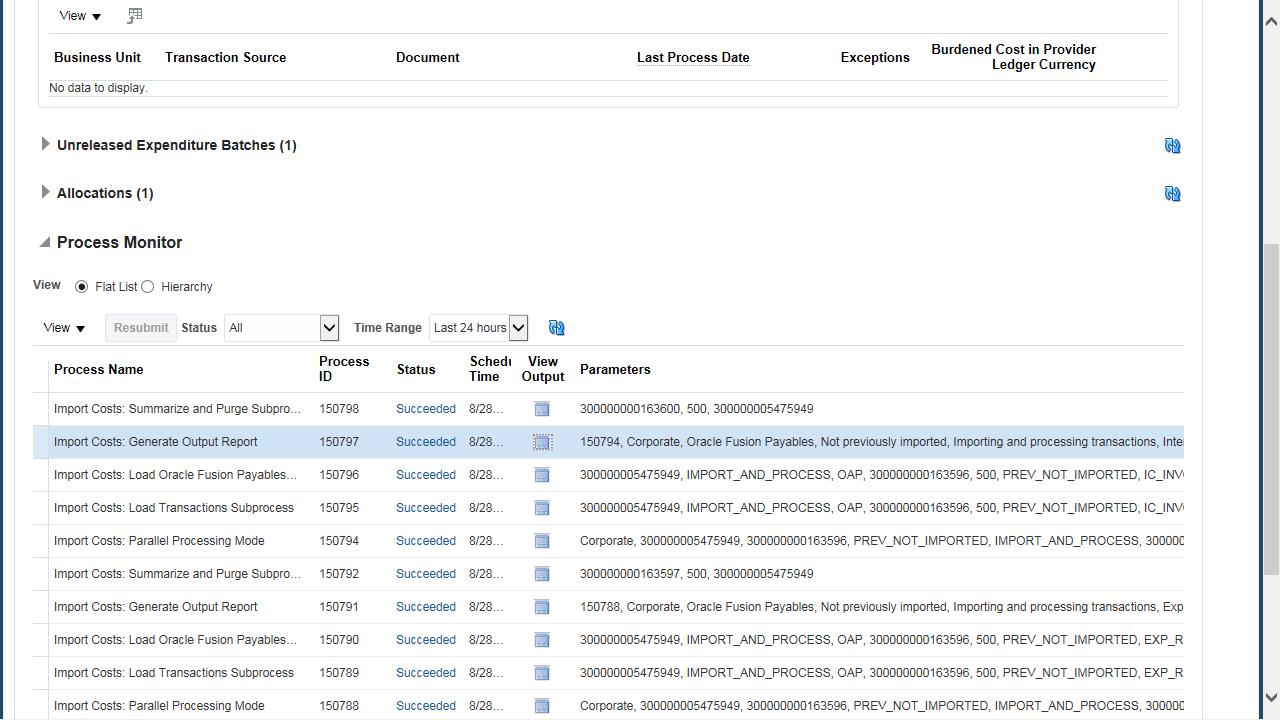 View
Business Unit Transaction Source Document Last Process Date Exceptions Burdened Cost in Provider
Ledger Currency
No data to display.
Unreleased Expenditure Batches (1)
Allocations (1)
Process Monitor
View Flat List Hierarchy
View Resubmit Status All Time Range Last 24 hours
Process Name Process ID Status Schedu Time View Output Parameters
Import Costs: Summarize and Purge Subpro... 150798 Succeeded 8/28... 300000000163600, 500, 300000005475949
Import Costs: Generate Output Report 150797 Succeeded 8/28... 150794, Corporate, Oracle Fusion Payables, Not previously imported, Importing and processing transactions, Inte
Import Costs: Load Oracle Fusion Payables... 150796 Succeeded 8/28... 300000005475949, IMPORT_AND_PROCESS, OAP, 300000000163596, 500, PREV_NOT_IMPORTED, IC_INV
Import Costs: Load Transactions Subprocess 150795 Succeeded 8/28... 300000005475949, IMPORT_AND_PROCESS, OAP, 300000000163596, 500, PREV_NOT_IMPORTED, IC_INV
Import Costs: Parallel Processing Mode 150794 Succeeded 8/28... Corporate, 300000005475949, 300000000163596, PREV_NOT_IMPORTED, IMPORT_AND_PROCESS, 300000
Import Costs: Summarize and Purge Subpro... 150792 Succeeded 8/28... 300000000163597, 500, 300000005475949
Import Costs: Generate Output Report 150791 Succeeded 8/28... 150788, Corporate, Oracle Fusion Payables, Not previously imported, Importing and processing transactions, Exp
Import Costs: Load Oracle Fusion Payables... 150790 Succeeded 8/28... 300000005475949, IMPORT_AND_PROCESS, OAP, 300000000163596, 500, PREV_NOT_IMPORTED, EXP_R
Import Costs: Load Transactions Subprocess 150789 Succeeded 8/28... 300000005475949, IMPORT_AND_PROCESS, OAP, 300000000163596, 500, PREV_NOT_IMPORTED, EXP_R
Import Costs: Parallel Processing Mode 150788 Succeeded 8/28... Corporate, 300000005475949, 300000000163596, PREV_NOT_IMPORTED, IMPORT_AND_PROCESS, 300000